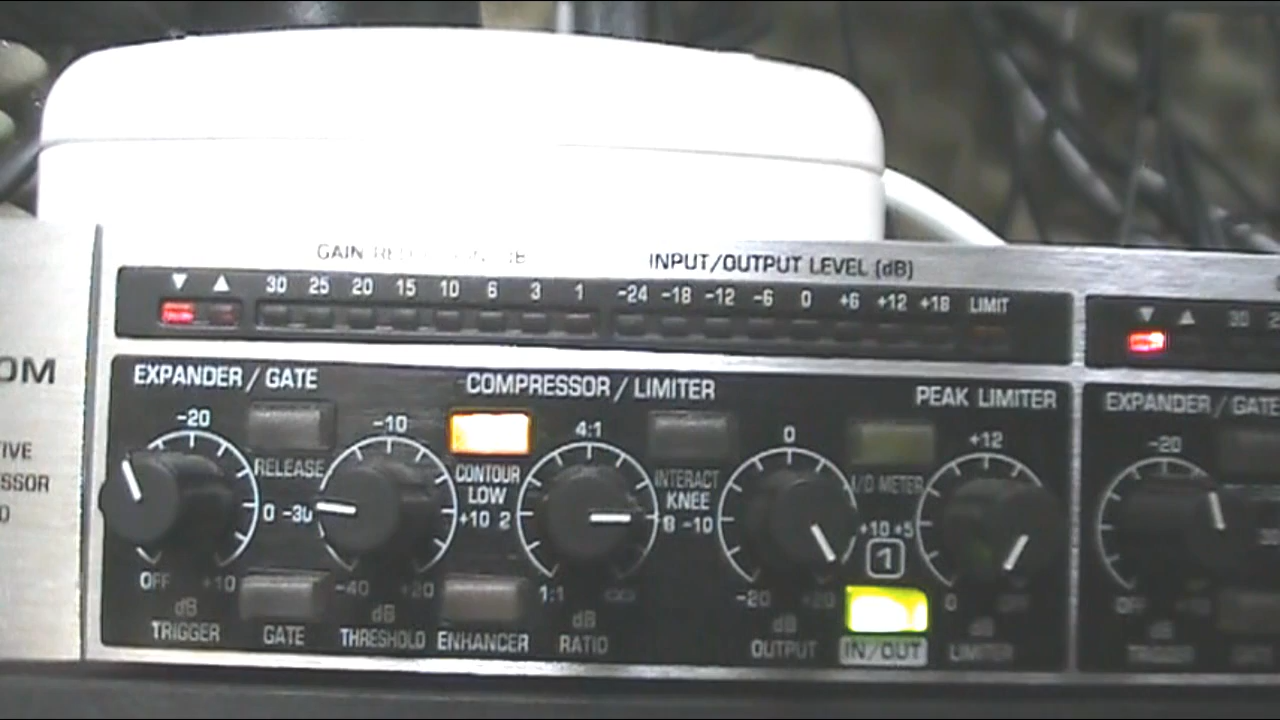 GAIN
INPUT/OUTPUT LEVEL (dB)
30 25 20 15 10 6 3 1
-24 -18 -12 -6 0 +6 +12 +18 LIMIT
30
OM
EXPANDER / GATE
COMPRESSOR / LIMITER
PEAK LIMITER
EXPANDER / GATE
-20
-10
4:1
0
+12
-20
TIVE
SSOR
RELEASE
CONTOUR
LOW
INTERACT
KNEE
I/O METER
0 -30
+10 2
8 -10
+10 +5
1
OFF +10
-40 +20
1:1 ∞
-20 +20
0 OFF
OFF
dB
TRIGGER
GATE
dB
THRESHOLD
ENHANCER
dB
RATIO
dB
OUTPUT
IN/OUT
dB
LIMITER